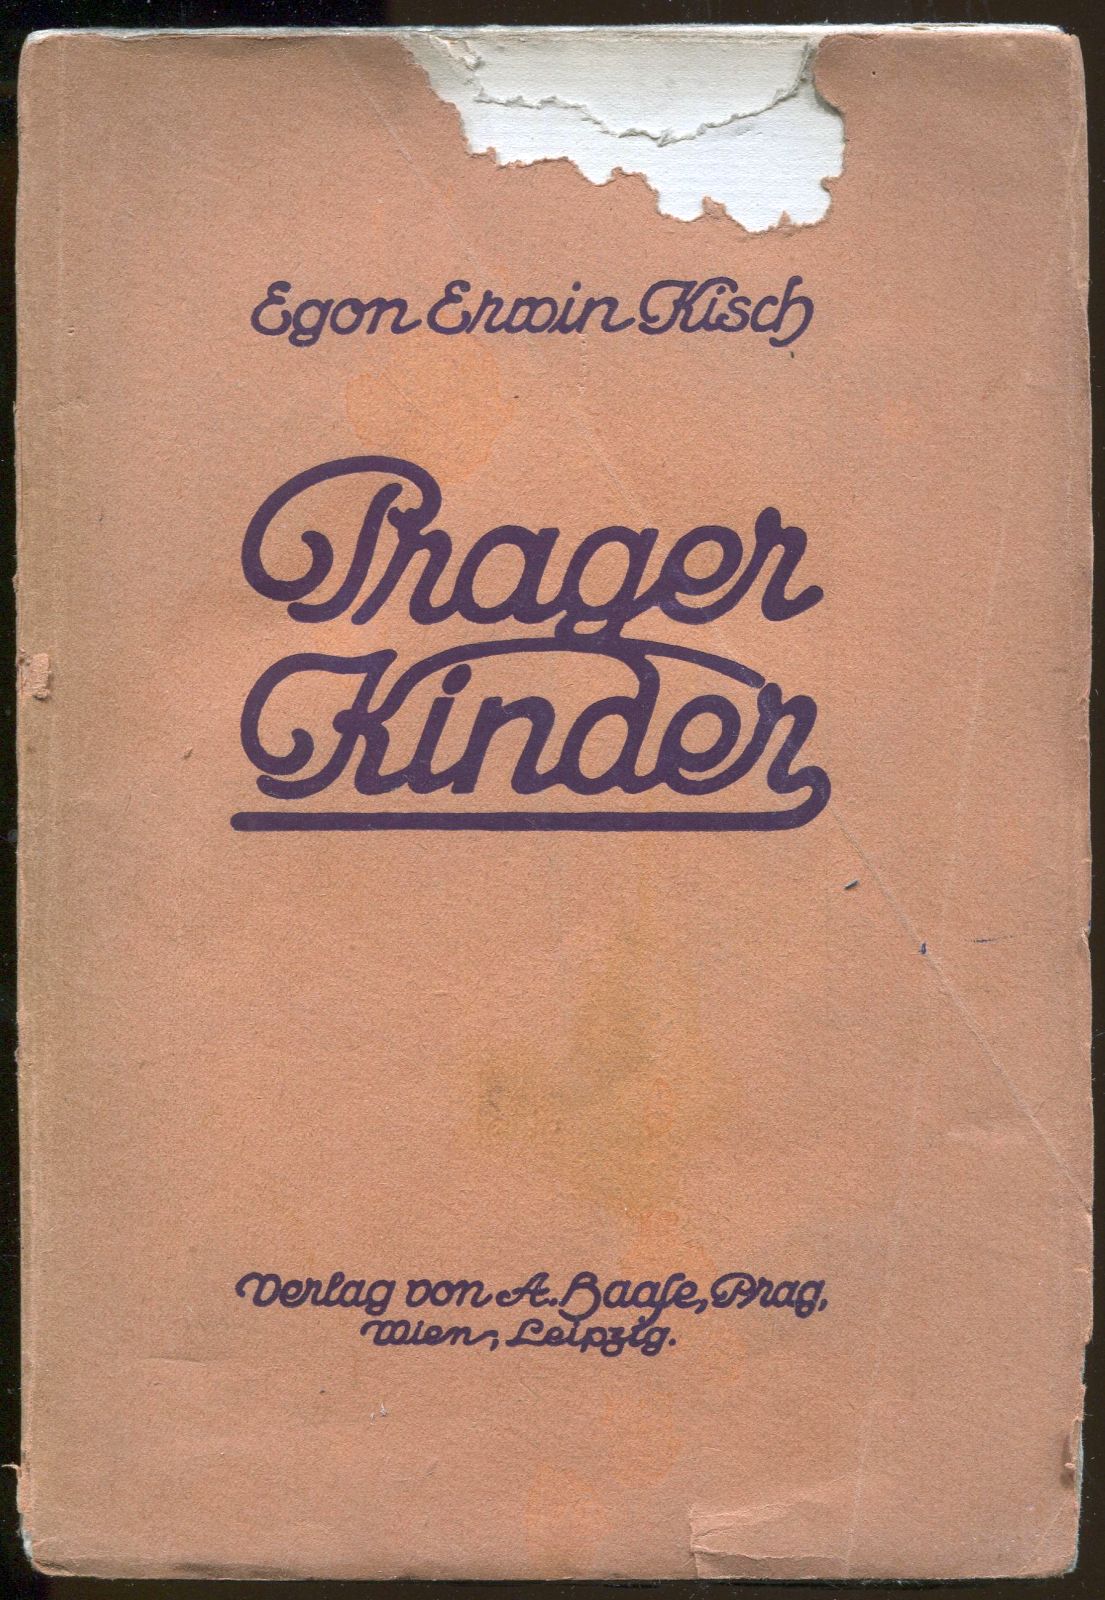 Egon Erwin Kisch
Prager
Kinder
Verlag von A. Haaſe, Prag,
Wien, Leipzig.